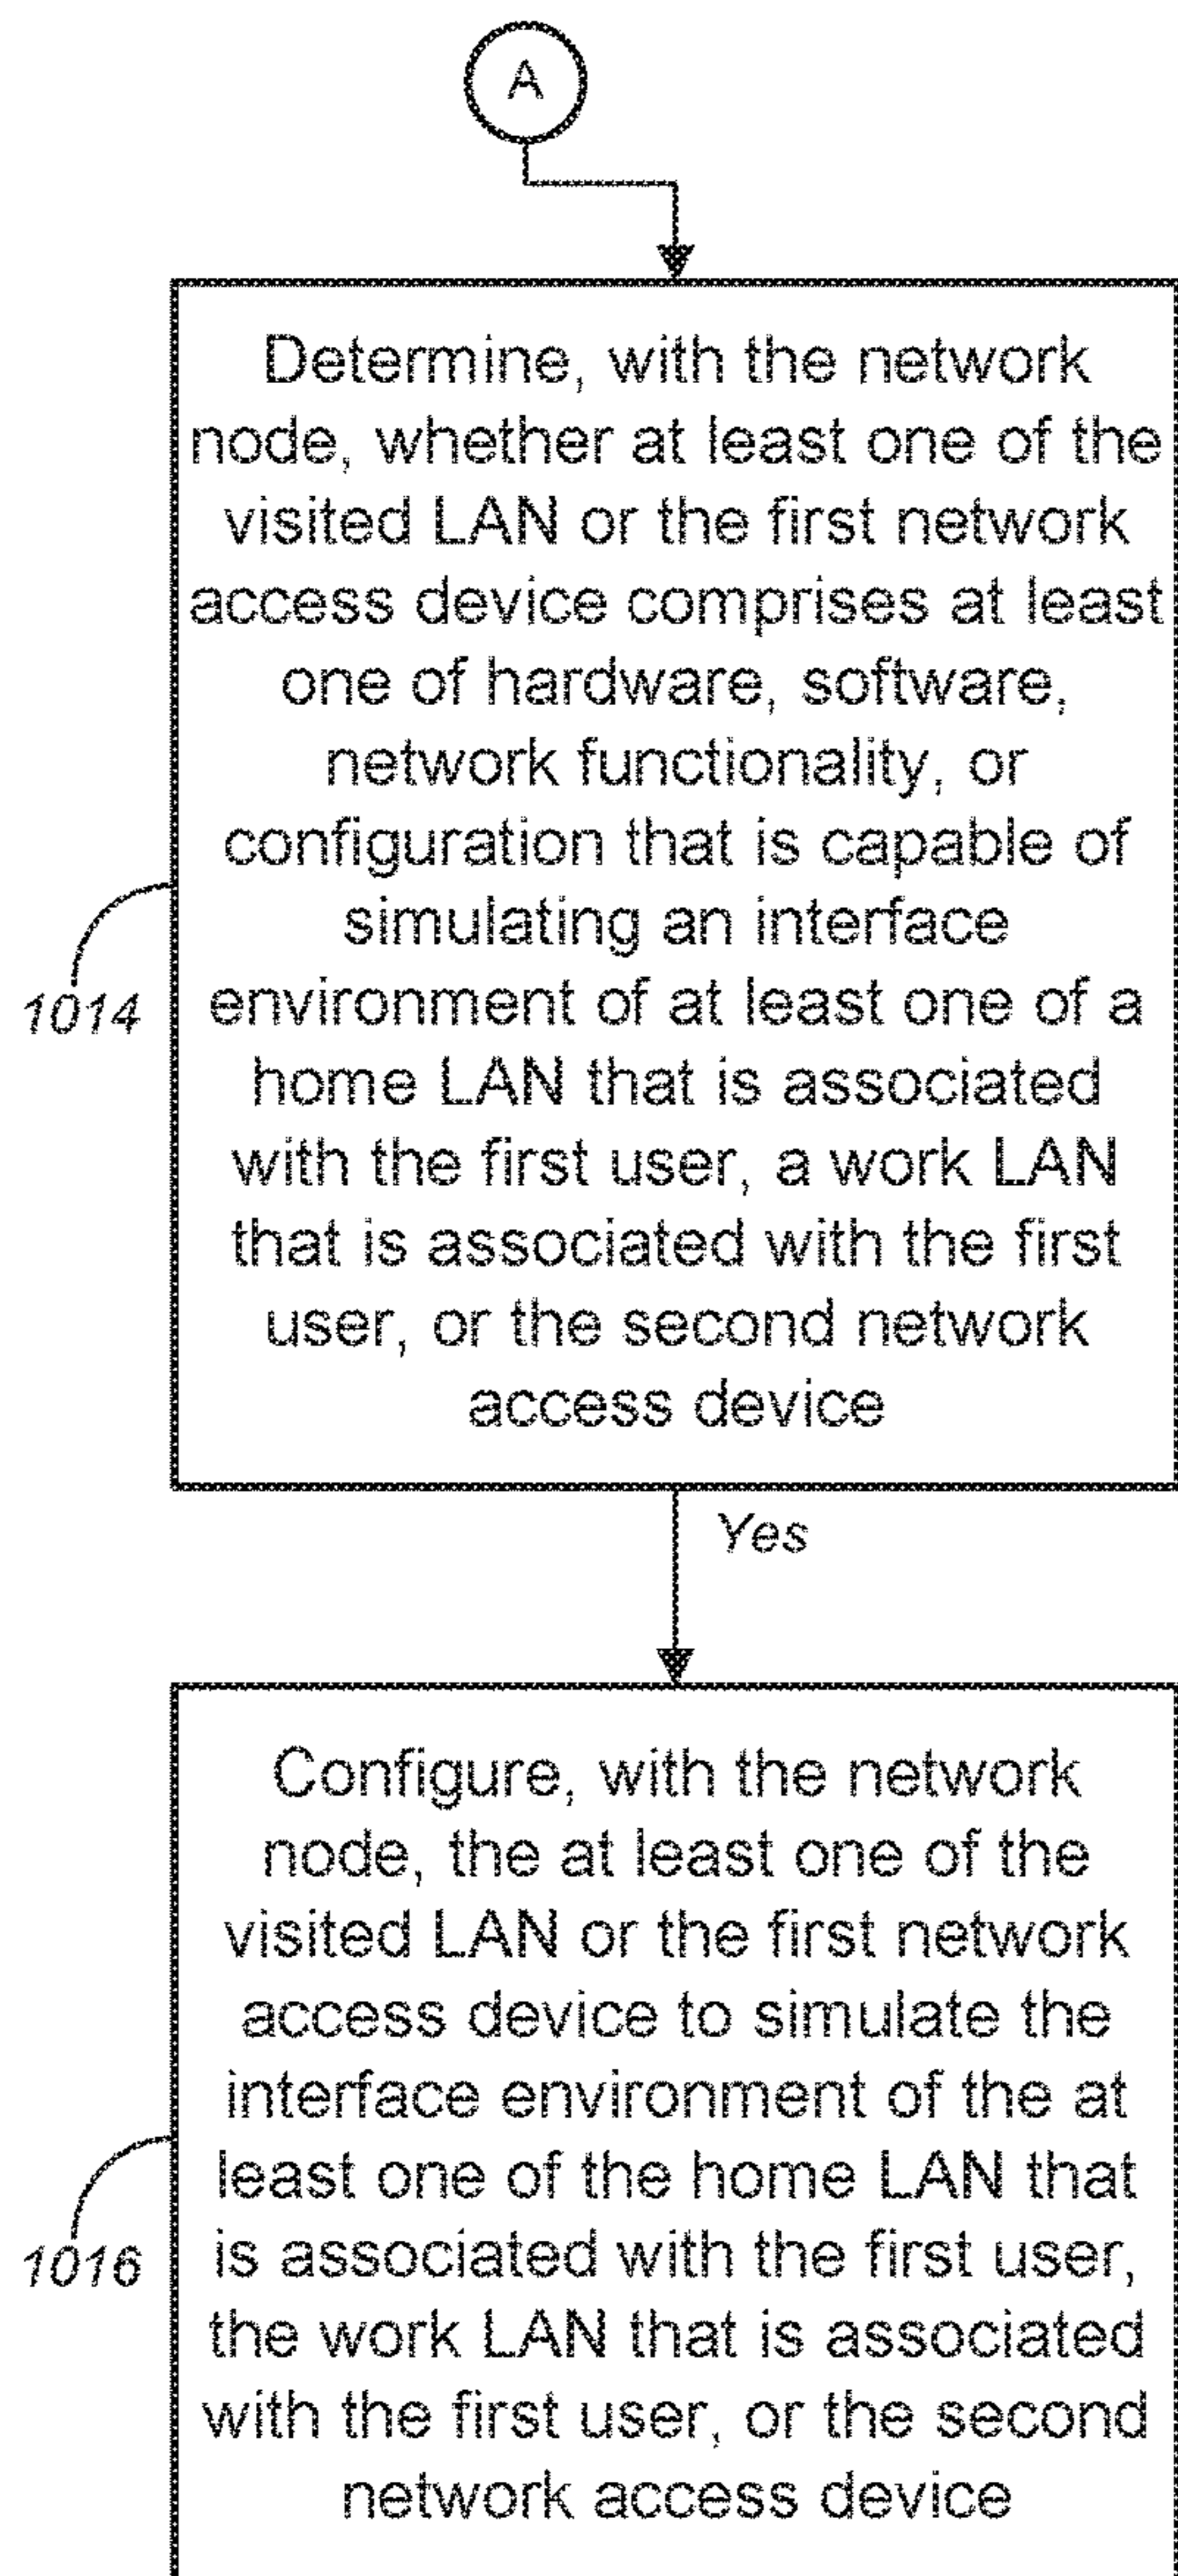 A
Determine, with the network
node, whether at least one of the
visited LAN or the first network
access device comprises at least
one of hardware, software,
network functionality, or
configuration that is capable of
simulating an interface
environment of at least one of a
home LAN that is associated
with the first user, a work LAN
that is associated with the first
user, or the second network
access device
1014
Yes
Configure, with the network
node, the at least one of the
visited LAN or the first network
access device to simulate the
interface environment of the at
least one of the home LAN that
is associated with the first user,
the work LAN that is associated
with the first user, or the second
network access device
1016